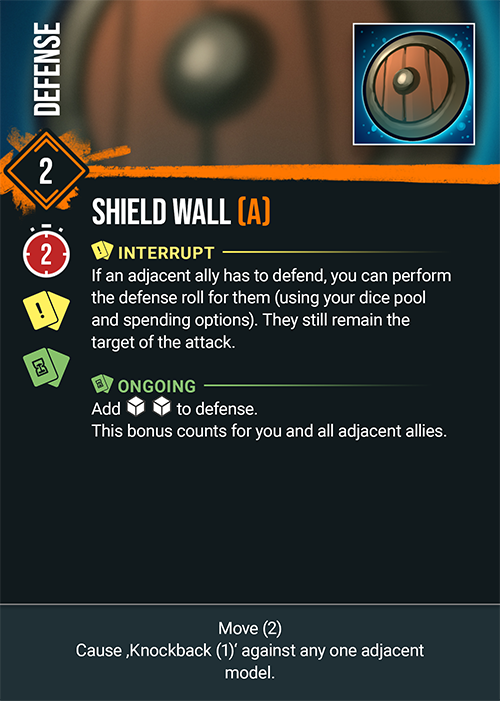 DEFENSE
2
SHIELD WALL (A)
2
! INTERRUPT
If an adjacent ally has to defend, you can perform
the defense roll for them (using your dice pool
and spending options). They still remain the
target of the attack.
!
ONGOING
Add to defense.
This bonus counts for you and all adjacent allies.
Move (2)
Cause ‚Knockback (1)‘ against any one adjacent
model.